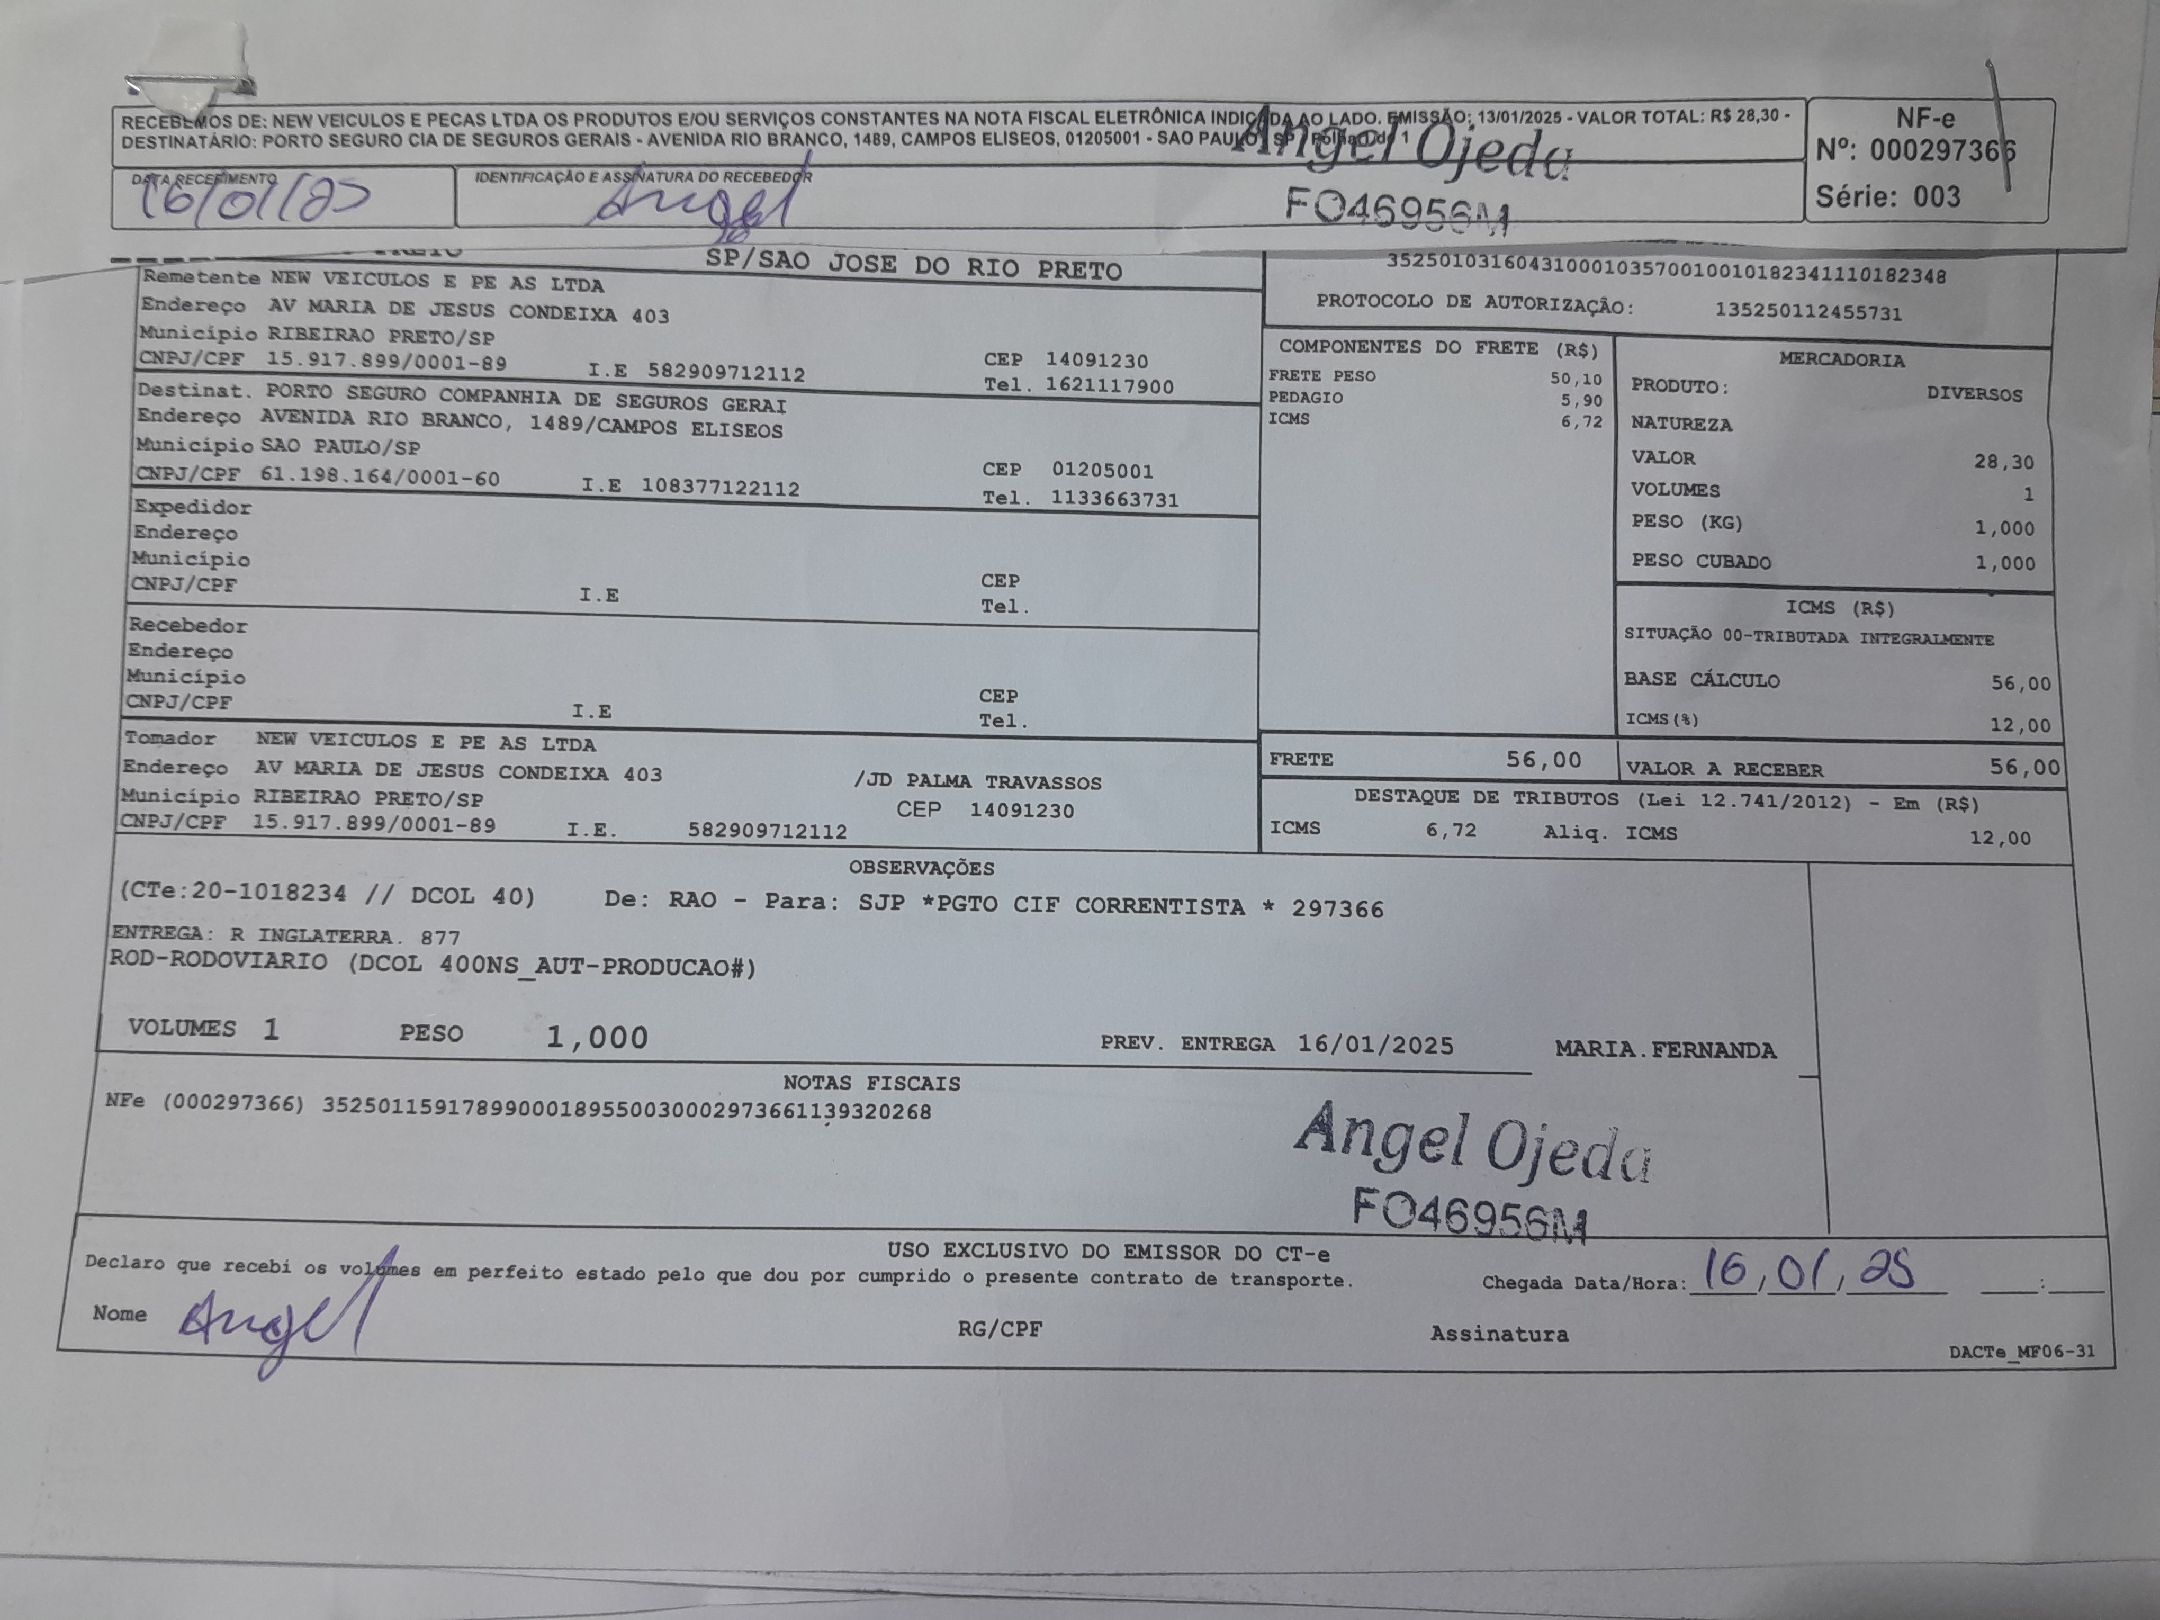 RECEBEMOS DE: NEW VEICULOS E PECAS LTDA OS PRODUTOS E/OU SERVIÇOS CONSTANTES NA NOTA FISCAL ELETRÔNICA INDICADA AO LADO. EMISSÃO: 13/01/2025 - VALOR TOTAL: R$ 28,30 -
DESTINATÁRIO: PORTO SEGURO CIA DE SEGUROS GERAIS - AVENIDA RIO BRANCO, 1489, CAMPOS ELISEOS, 01205001 - SAO PAULO SP
Angel Ojeda
FO46956M
NF-e
Nº: 000297366
Série: 003
DATA RECEBIMENTO
16/01/25
IDENTIFICAÇÃO E ASSINATURA DO RECEBEDOR
Angel
SP/SAO JOSE DO RIO PRETO
Remetente NEW VEICULOS E PE AS LTDA
Endereço AV MARIA DE JESUS CONDEIXA 403
Município RIBEIRAO PRETO/SP
CNPJ/CPF 15.917.899/0001-89 I.E 582909712112 CEP 14091230
Tel. 1621117900
Destinat. PORTO SEGURO COMPANHIA DE SEGUROS GERAI
Endereço AVENIDA RIO BRANCO, 1489/CAMPOS ELISEOS
Município SAO PAULO/SP
CNPJ/CPF 61.198.164/0001-60 I.E 108377122112 CEP 01205001
Tel. 1133663731
Expedidor
Endereço
Município
CNPJ/CPF I.E CEP
Tel.
Recebedor
Endereço
Município
CNPJ/CPF I.E CEP
Tel.
Tomador NEW VEICULOS E PE AS LTDA
Endereço AV MARIA DE JESUS CONDEIXA 403 /JD PALMA TRAVASSOS
Município RIBEIRAO PRETO/SP CEP 14091230
CNPJ/CPF 15.917.899/0001-89 I.E. 582909712112
35250103160431000103570010010182341110182348
PROTOCOLO DE AUTORIZAÇÂO: 135250112455731
COMPONENTES DO FRETE (R$)
FRETE PESO 50,10
PEDAGIO 5,90
ICMS 6,72
MERCADORIA
PRODUTO: DIVERSOS
NATUREZA
VALOR 28,30
VOLUMES 1
PESO (KG) 1,000
PESO CUBADO 1,000
ICMS (R$)
SITUAÇÃO 00-TRIBUTADA INTEGRALMENTE
BASE CÁLCULO 56,00
ICMS(%) 12,00
FRETE 56,00 VALOR A RECEBER 56,00
DESTAQUE DE TRIBUTOS (Lei 12.741/2012) - Em (R$)
ICMS 6,72 Aliq. ICMS 12,00
OBSERVAÇÕES
(CTe:20-1018234 // DCOL 40) De: RAO - Para: SJP *PGTO CIF CORRENTISTA * 297366
ENTREGA: R INGLATERRA. 877
ROD-RODOVIARIO (DCOL 400NS_AUT-PRODUCAO#)
VOLUMES 1 PESO 1,000 PREV. ENTREGA 16/01/2025 MARIA.FERNANDA
NOTAS FISCAIS
NFe (000297366) 35250115917899000189550030002973661139320268
Angel Ojeda
FO46956M
USO EXCLUSIVO DO EMISSOR DO CT-e
Declaro que recebi os volumes em perfeito estado pelo que dou por cumprido o presente contrato de transporte. Chegada Data/Hora: 16/01/25 __:__
Nome Angel RG/CPF Assinatura
DACTe_MF06-31